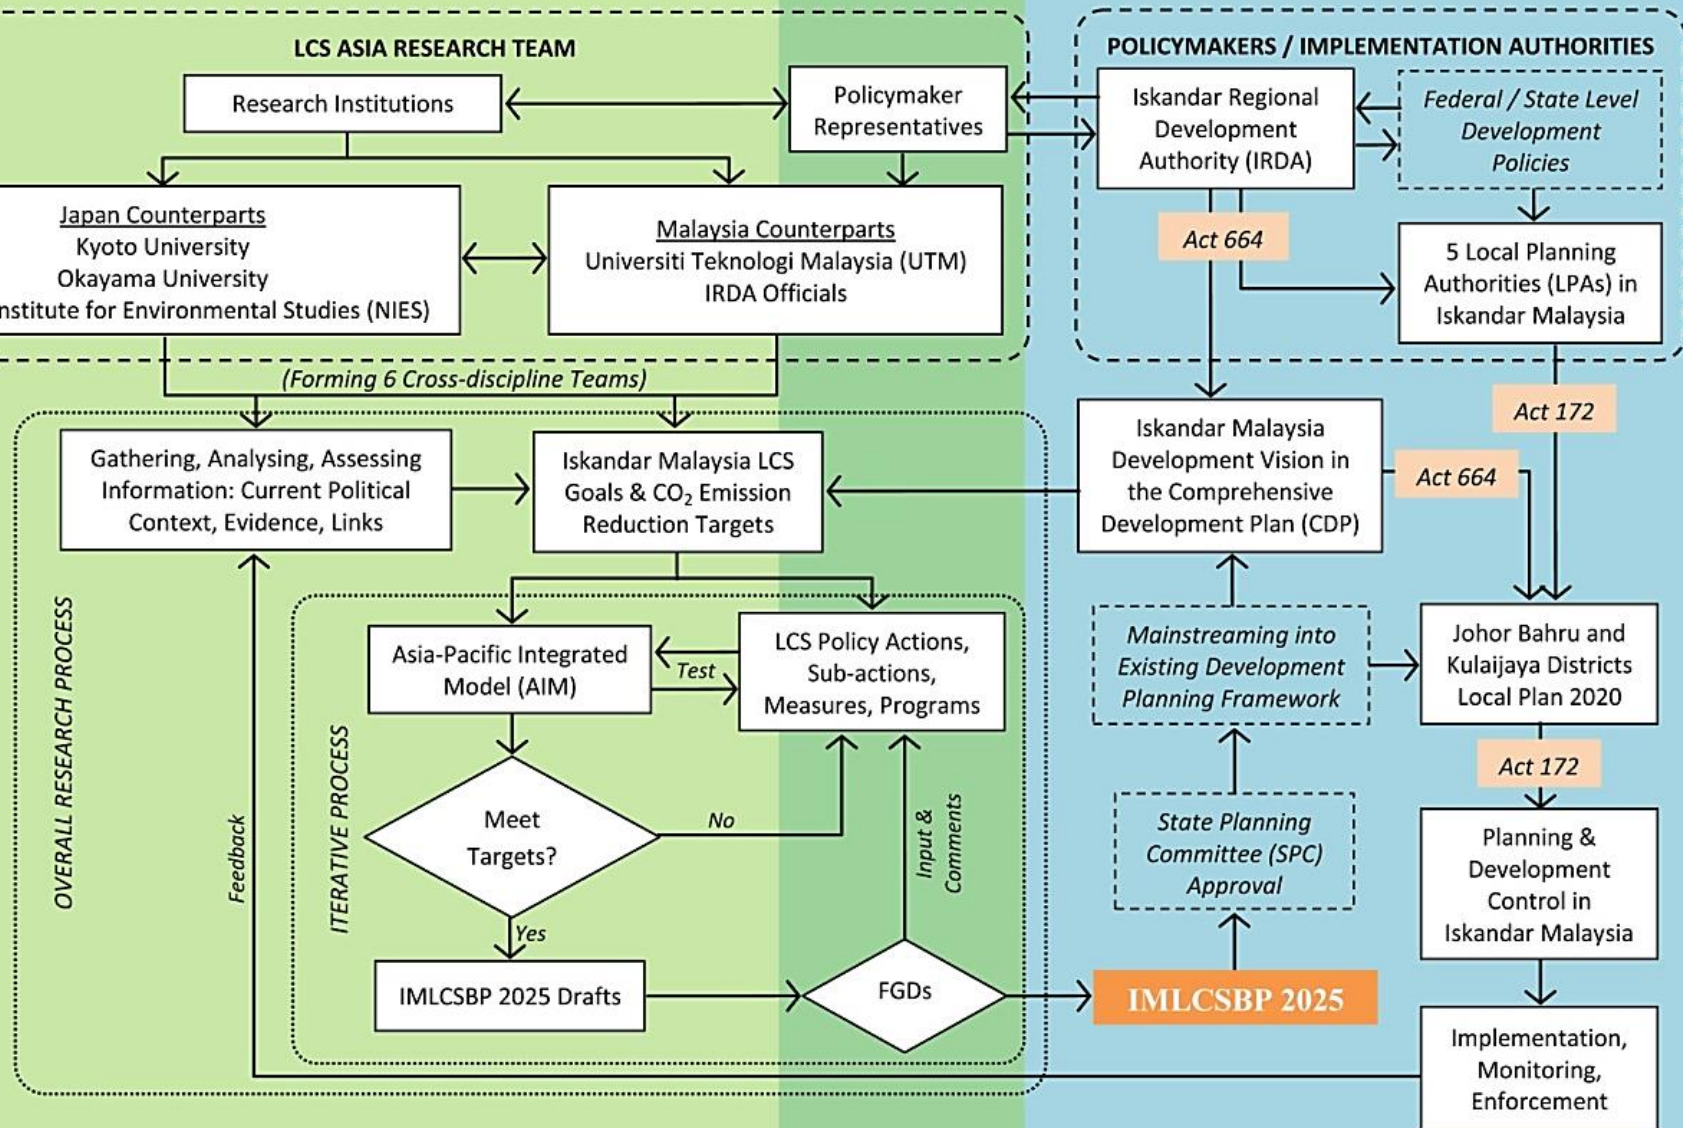 LCS ASIA RESEARCH TEAM
Research Institutions
Policymaker
Representatives
Japan Counterparts
Kyoto University
Okayama University
nstitute for Environmental Studies (NIES)
Malaysia Counterparts
Universiti Teknologi Malaysia (UTM)
IRDA Officials
(Forming 6 Cross-discipline Teams)
POLICYMAKERS / IMPLEMENTATION AUTHORITIES
Iskandar Regional
Development
Authority (IRDA)
Federal / State Level
Development
Policies
Act 664
5 Local Planning
Authorities (LPAs) in
Iskandar Malaysia
Act 172
OVERALL RESEARCH PROCESS
Gathering, Analysing, Assessing
Information: Current Political
Context, Evidence, Links
Iskandar Malaysia LCS
Goals & CO₂ Emission
Reduction Targets
Iskandar Malaysia
Development Vision in
the Comprehensive
Development Plan (CDP)
Act 664
ITERATIVE PROCESS
Asia-Pacific Integrated
Model (AIM)
Test
LCS Policy Actions,
Sub-actions,
Measures, Programs
Mainstreaming into
Existing Development
Planning Framework
Johor Bahru and
Kulaijaya Districts
Local Plan 2020
Act 172
Meet
Targets?
No
Yes
Feedback
Input &
Comments
State Planning
Committee (SPC)
Approval
Planning &
Development
Control in
Iskandar Malaysia
IMLCSBP 2025 Drafts
FGDs
IMLCSBP 2025
Implementation,
Monitoring,
Enforcement